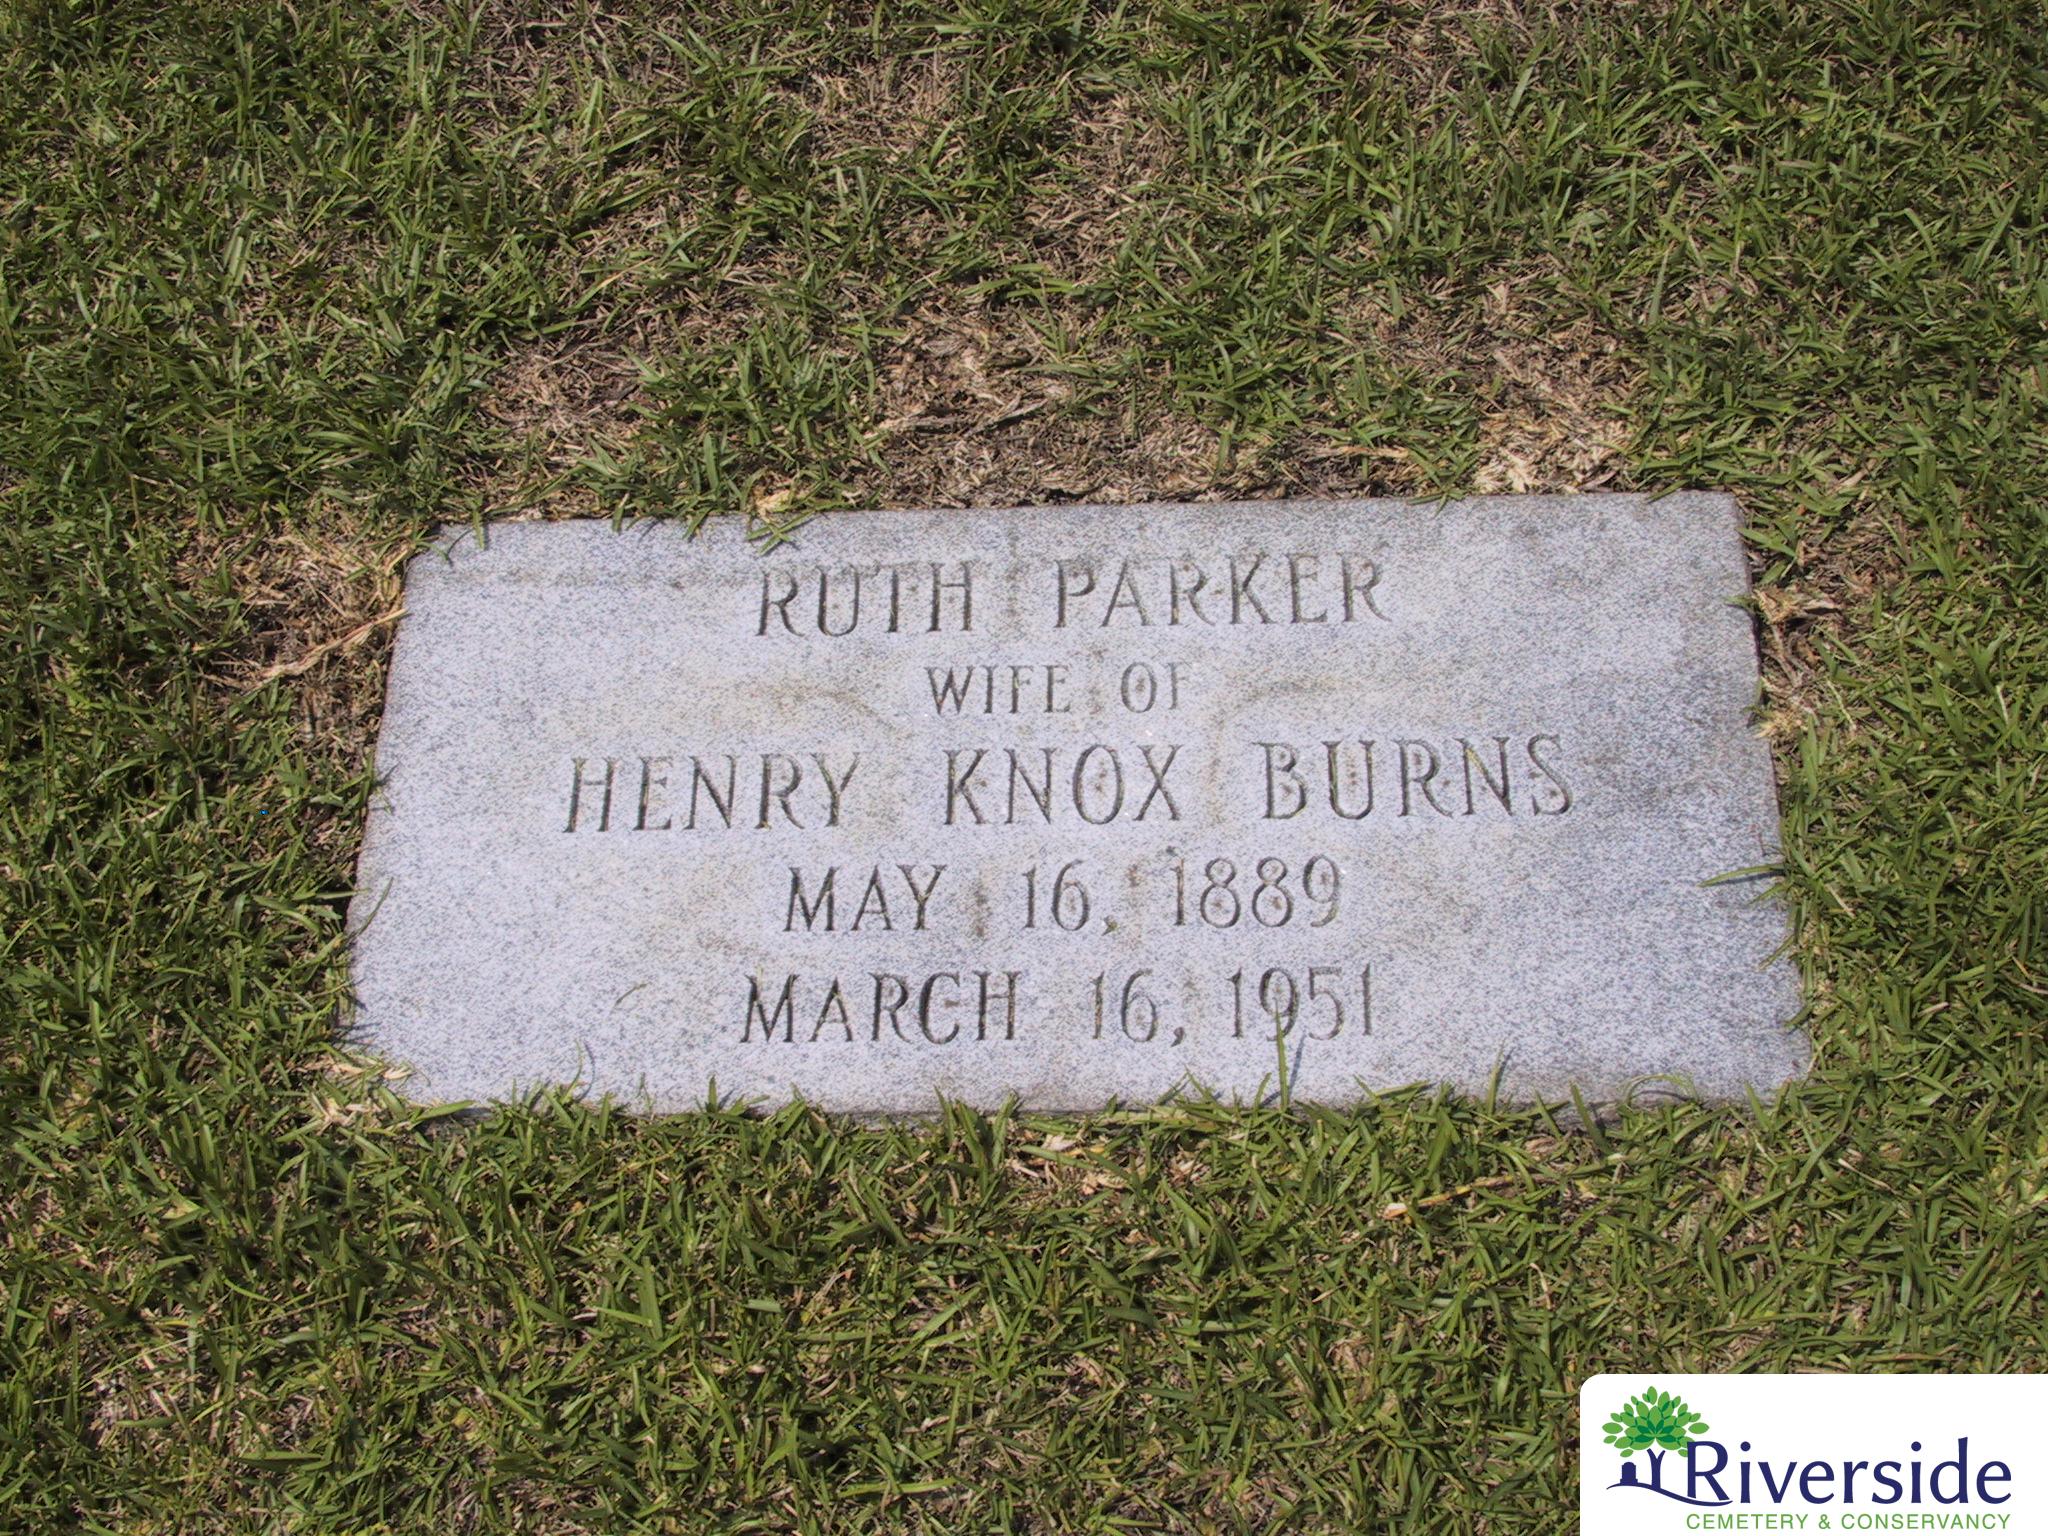 RUTH PARKER
WIFE OF
HENRY KNOX BURNS
MAY 16, 1889
MARCH 16, 1951
Riverside
CEMETERY & CONSERVANCY